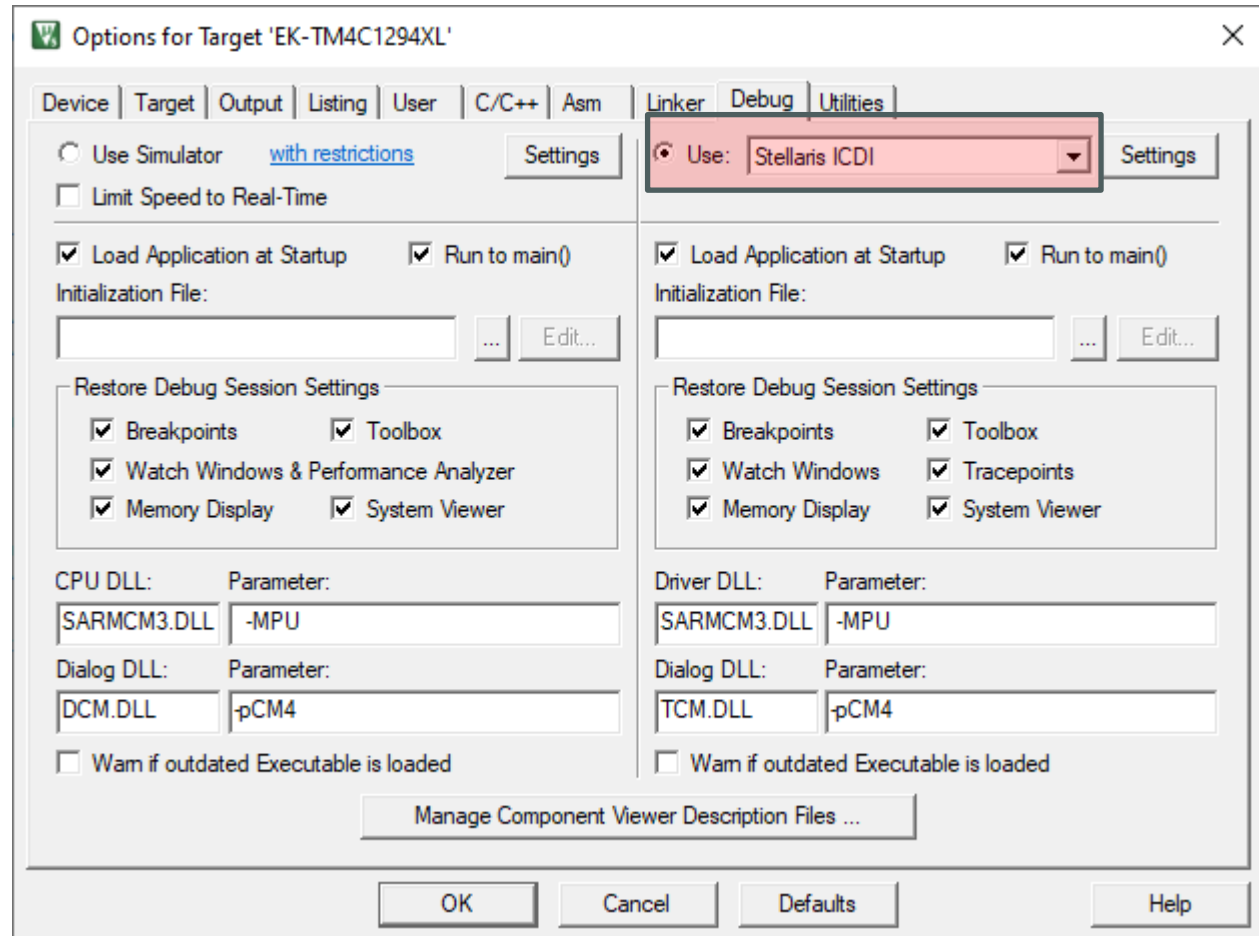 Options for Target 'EK-TM4C1294XL'
Device Target Output Listing User C/C++ Asm Linker Debug Utilities
Use Simulator with restrictions Settings
Limit Speed to Real-Time
Use: Stellaris ICDI Settings
Load Application at Startup Run to main()
Initialization File:
... Edit...
Restore Debug Session Settings
Breakpoints Toolbox
Watch Windows & Performance Analyzer
Memory Display System Viewer
CPU DLL: Parameter:
SARMCM3.DLL -MPU
Dialog DLL: Parameter:
DCM.DLL -pCM4
Warn if outdated Executable is loaded
Load Application at Startup Run to main()
Initialization File:
... Edit...
Restore Debug Session Settings
Breakpoints Toolbox
Watch Windows Tracepoints
Memory Display System Viewer
Driver DLL: Parameter:
SARMCM3.DLL -MPU
Dialog DLL: Parameter:
TCM.DLL -pCM4
Warn if outdated Executable is loaded
Manage Component Viewer Description Files ...
OK Cancel Defaults Help